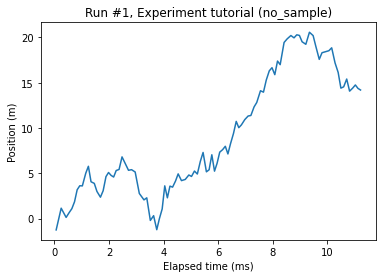 Run #1, Experiment tutorial (no_sample)
20
15
10
5
0
Position (m)
0 2 4 6 8 10
Elapsed time (ms)